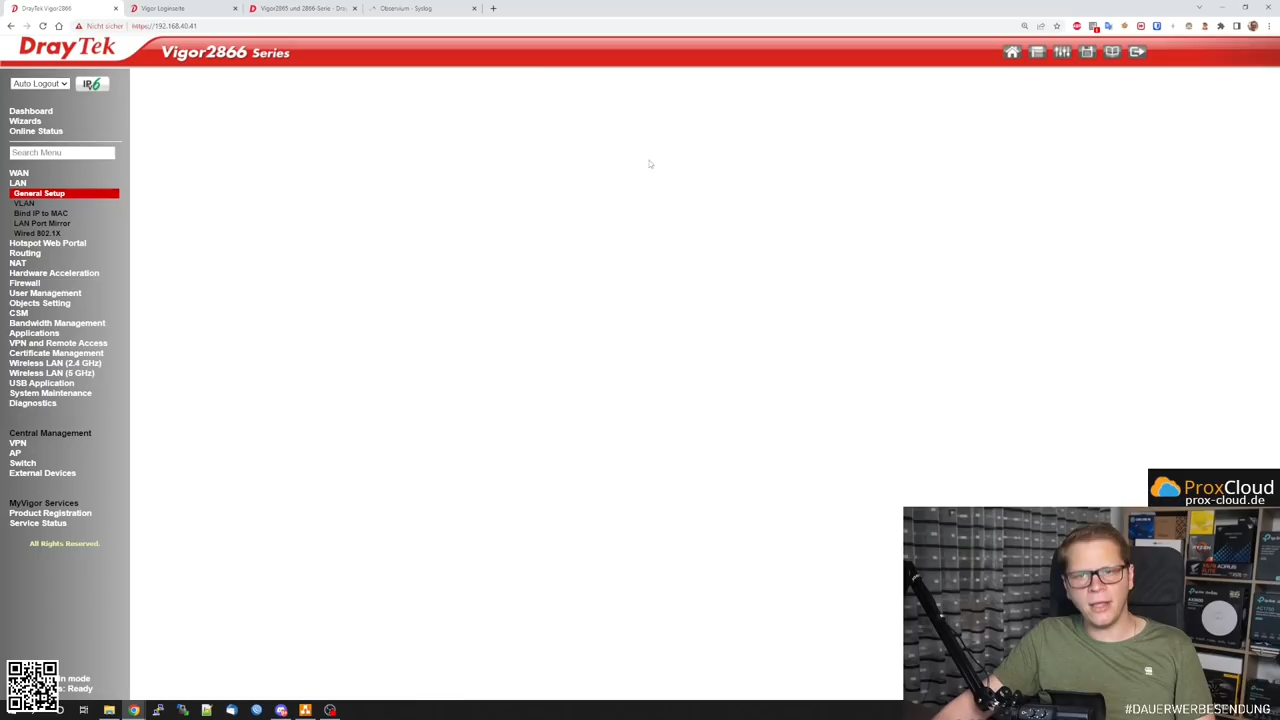 DrayTek Vigor2866
Vigor Loginseite
Vigor2865 und 2866-Serie - Dra
Observium - Syslog
Nicht sicher
https://192.168.40.41
DrayTek
Vigor2866 Series
Auto Logout
IPv6
Dashboard
Wizards
Online Status
Search Menu
WAN
LAN
General Setup
VLAN
Bind IP to MAC
LAN Port Mirror
Wired 802.1X
Hotspot Web Portal
Routing
NAT
Hardware Acceleration
Firewall
User Management
Objects Setting
CSM
Bandwidth Management
Applications
VPN and Remote Access
Certificate Management
Wireless LAN (2.4 GHz)
Wireless LAN (5 GHz)
USB Application
System Maintenance
Diagnostics
Central Management
VPN
AP
Switch
External Devices
MyVigor Services
Product Registration
Service Status
All Rights Reserved.
mode
Ready
ProxCloud
prox-cloud.de
RYZEN
#DAUERWERBESENDUNG